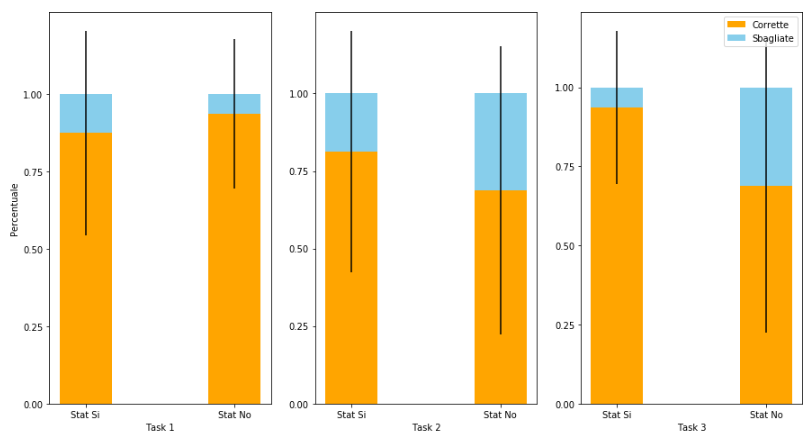 Percentuale
1.00
0.75
0.50
0.25
0.00
Stat Si
Stat No
Task 1
1.00
0.75
0.50
0.25
0.00
Stat Si
Stat No
Task 2
Corrette
Sbagliate
1.00
0.75
0.50
0.25
0.00
Stat Si
Stat No
Task 3